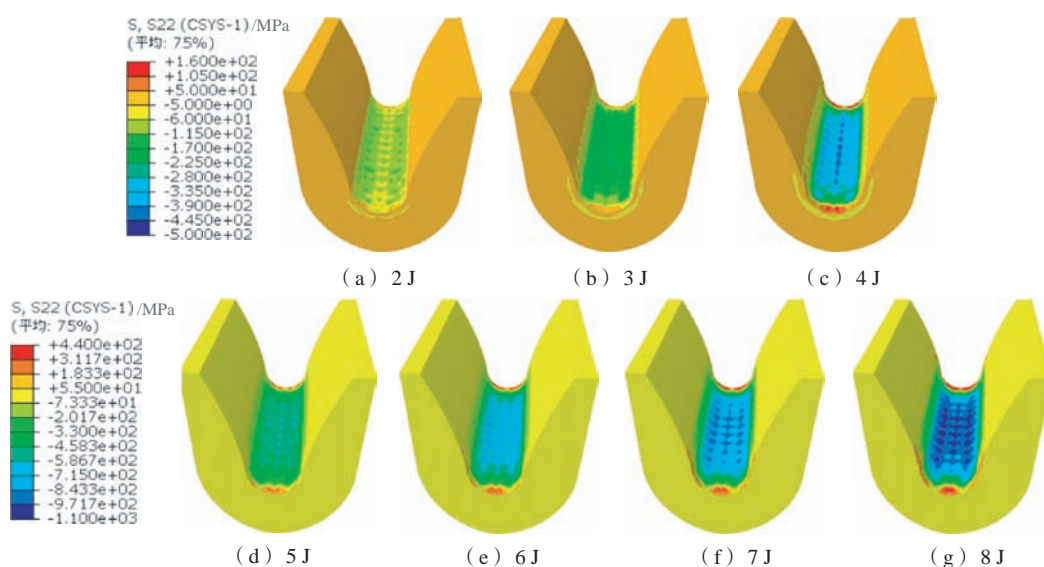 S, S22 (CSYS-1) /MPa
(平均: 75%)
+1.600e+02
+1.050e+02
+5.000e+01
-5.000e+00
-6.000e+01
-1.150e+02
-1.700e+02
-2.250e+02
-2.800e+02
-3.350e+02
-3.900e+02
-4.450e+02
-5.000e+02
（a）2 J
（b）3 J
（c）4 J
S, S22 (CSYS-1) /MPa
(平均: 75%)
+4.400e+02
+3.117e+02
+1.833e+02
+5.500e+01
-7.333e+01
-2.017e+02
-3.300e+02
-4.583e+02
-5.867e+02
-7.150e+02
-8.433e+02
-9.717e+02
-1.100e+03
（d）5 J
（e）6 J
（f）7 J
（g）8 J